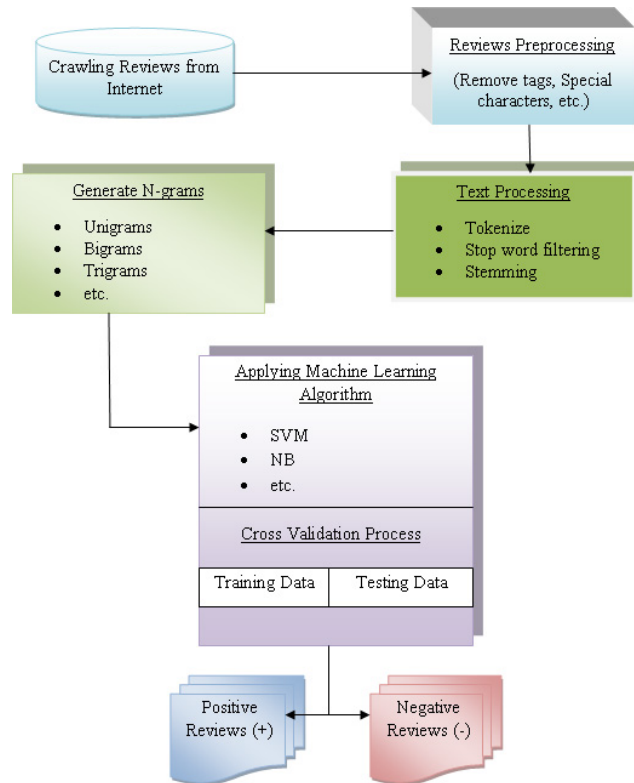 Crawling Reviews from
Internet
Reviews Preprocessing
(Remove tags, Special
characters, etc.)
Text Processing
• Tokenize
• Stop word filtering
• Stemming
Generate N-grams
• Unigrams
• Bigrams
• Trigrams
• etc.
Applying Machine Learning
Algorithm
• SVM
• NB
• etc.
Cross Validation Process
Training Data
Testing Data
Positive
Reviews (+)
Negative
Reviews (-)